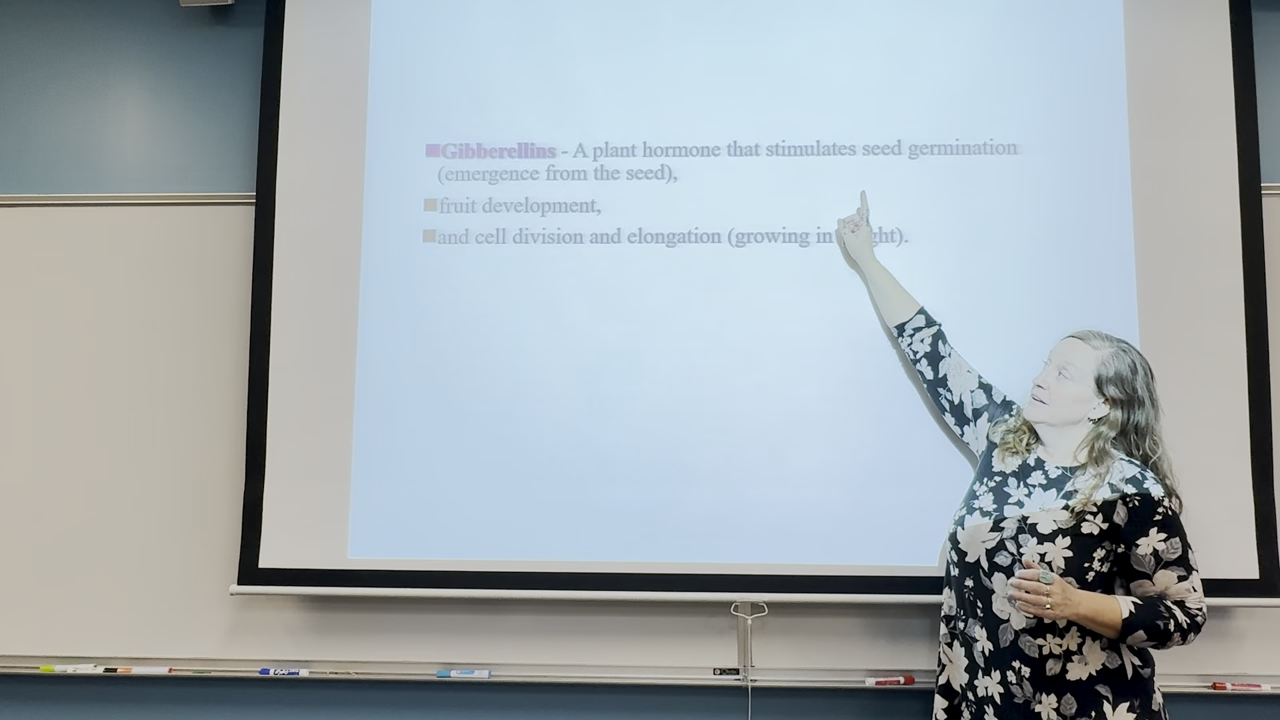 Gibberellins - A plant hormone that stimulates seed germination
(emergence from the seed),
fruit development,
and cell division and elongation (growing in ght).